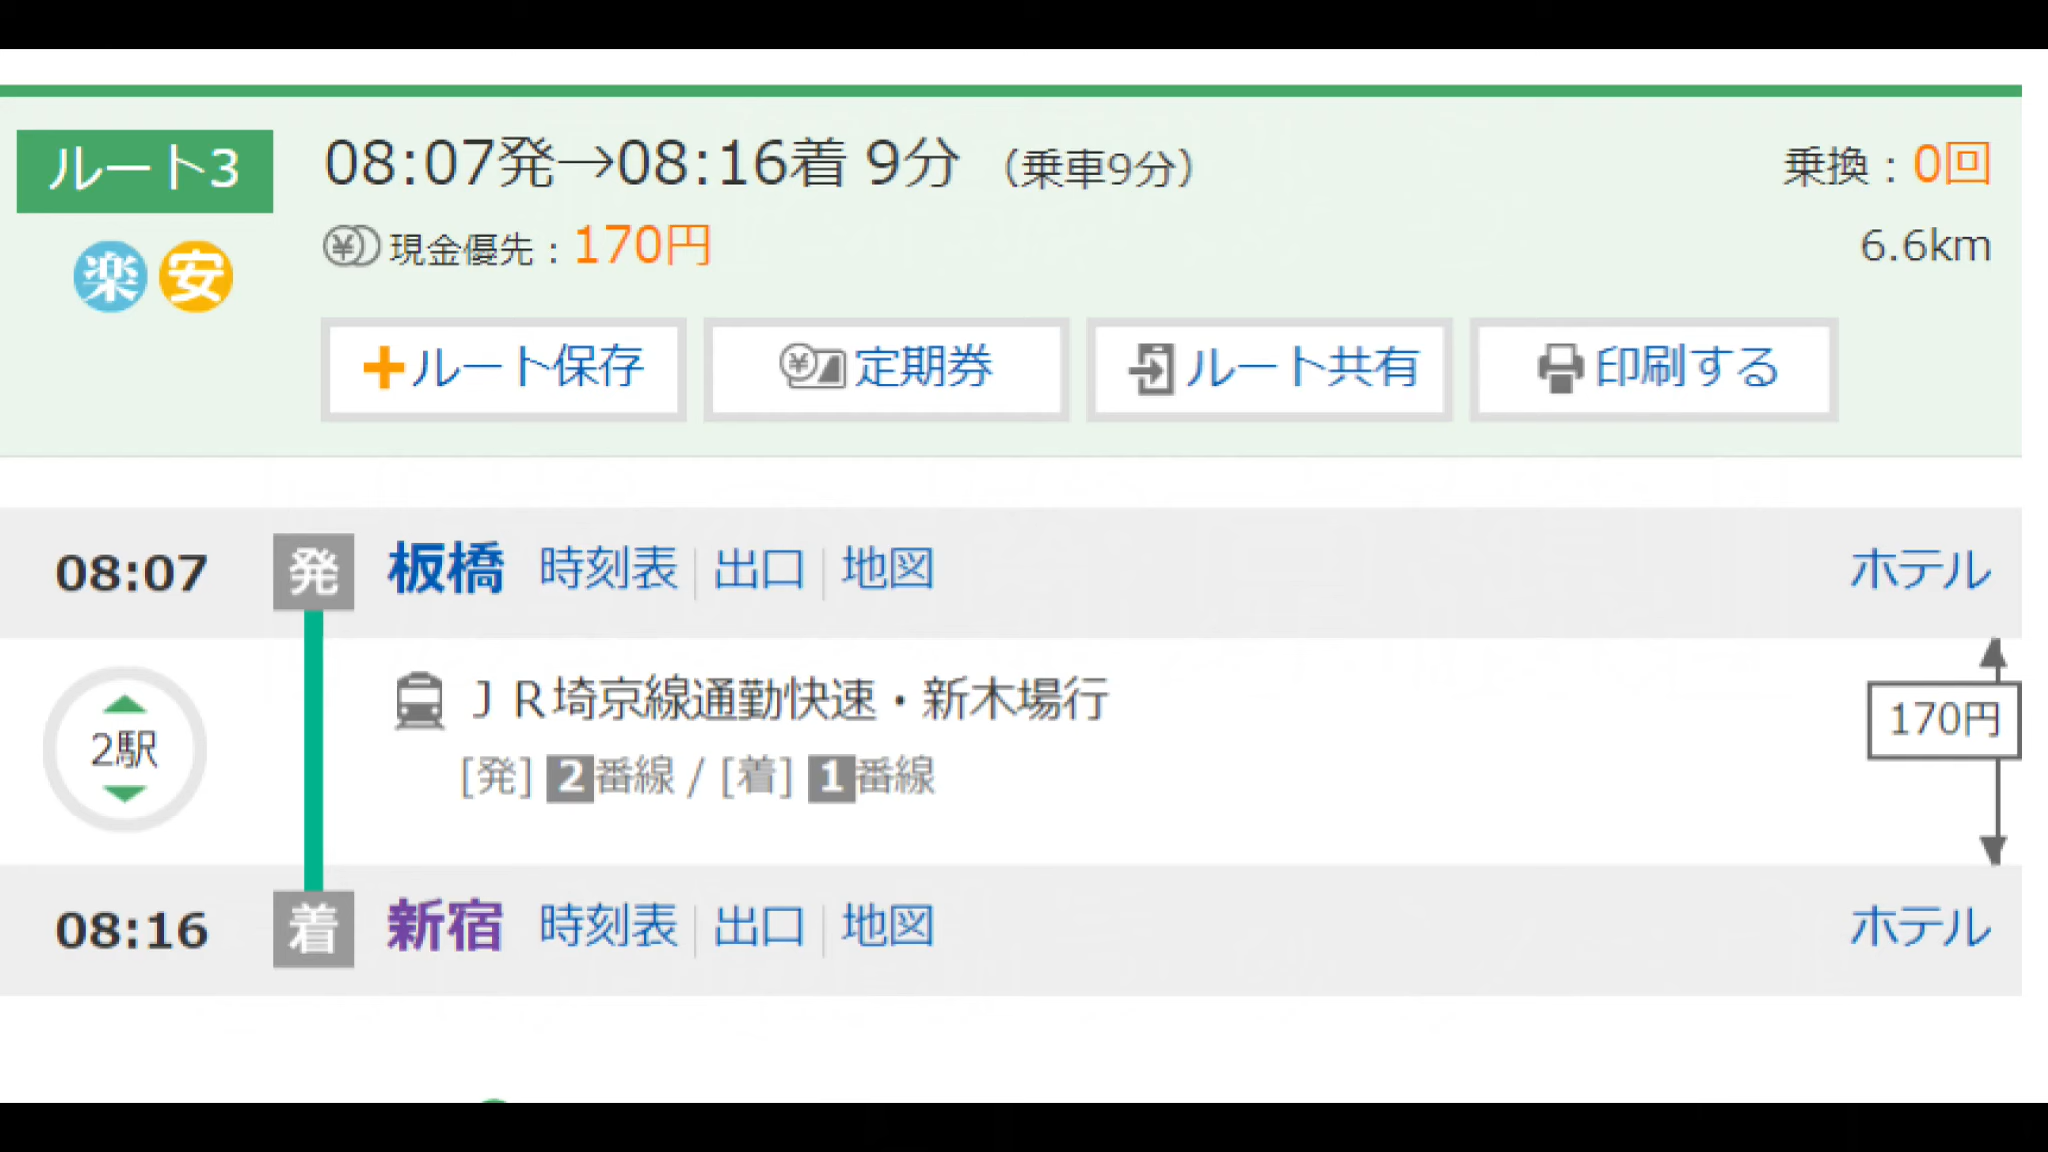 ルート3
08:07発→08:16着 9分 （乗車9分）
乗換：0回
楽 安
現金優先：170円
6.6km
ルート保存
定期券
ルート共有
印刷する
08:07 発 板橋 時刻表 出口 地図 ホテル
2駅
ＪＲ埼京線通勤快速・新木場行
170円
[発] 2番線 / [着] 1番線
08:16 着 新宿 時刻表 出口 地図 ホテル